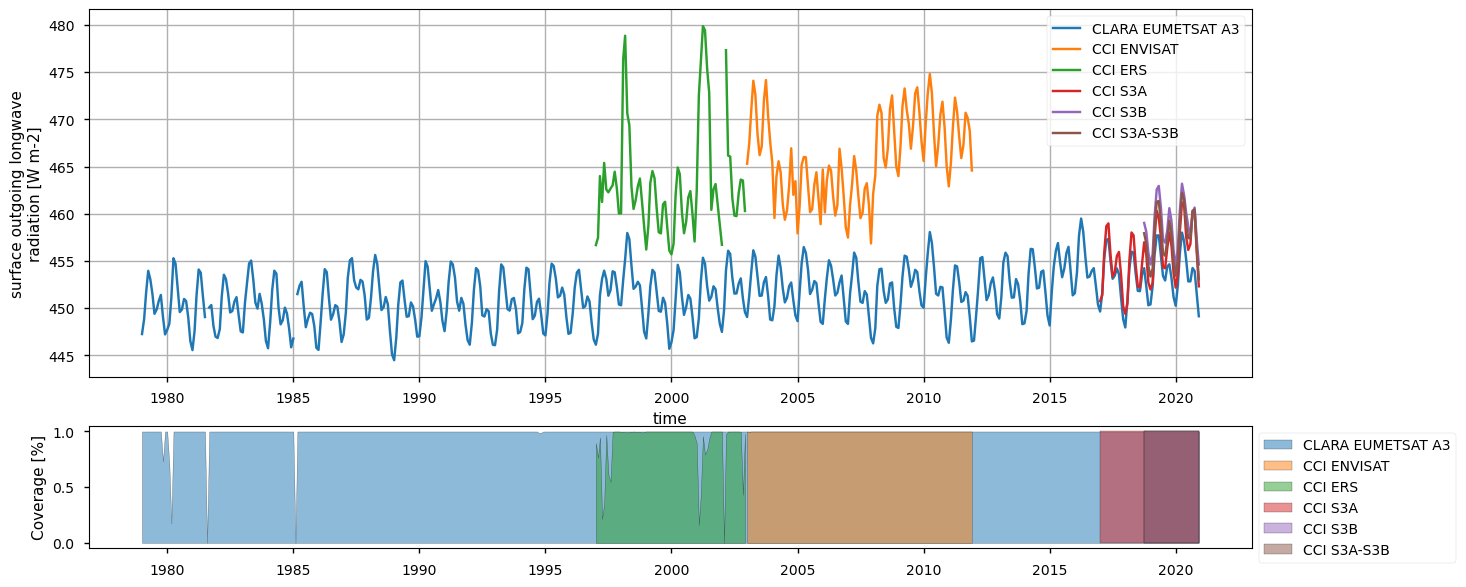 surface outgoing longwave
radiation [W m-2]
480
475
470
465
460
455
450
445
CLARA EUMETSAT A3
CCI ENVISAT
CCI ERS
CCI S3A
CCI S3B
CCI S3A-S3B
1980 1985 1990 1995 2000 2005 2010 2015 2020
time
Coverage [%]
1.0
0.5
0.0
CLARA EUMETSAT A3
CCI ENVISAT
CCI ERS
CCI S3A
CCI S3B
CCI S3A-S3B
1980 1985 1990 1995 2000 2005 2010 2015 2020